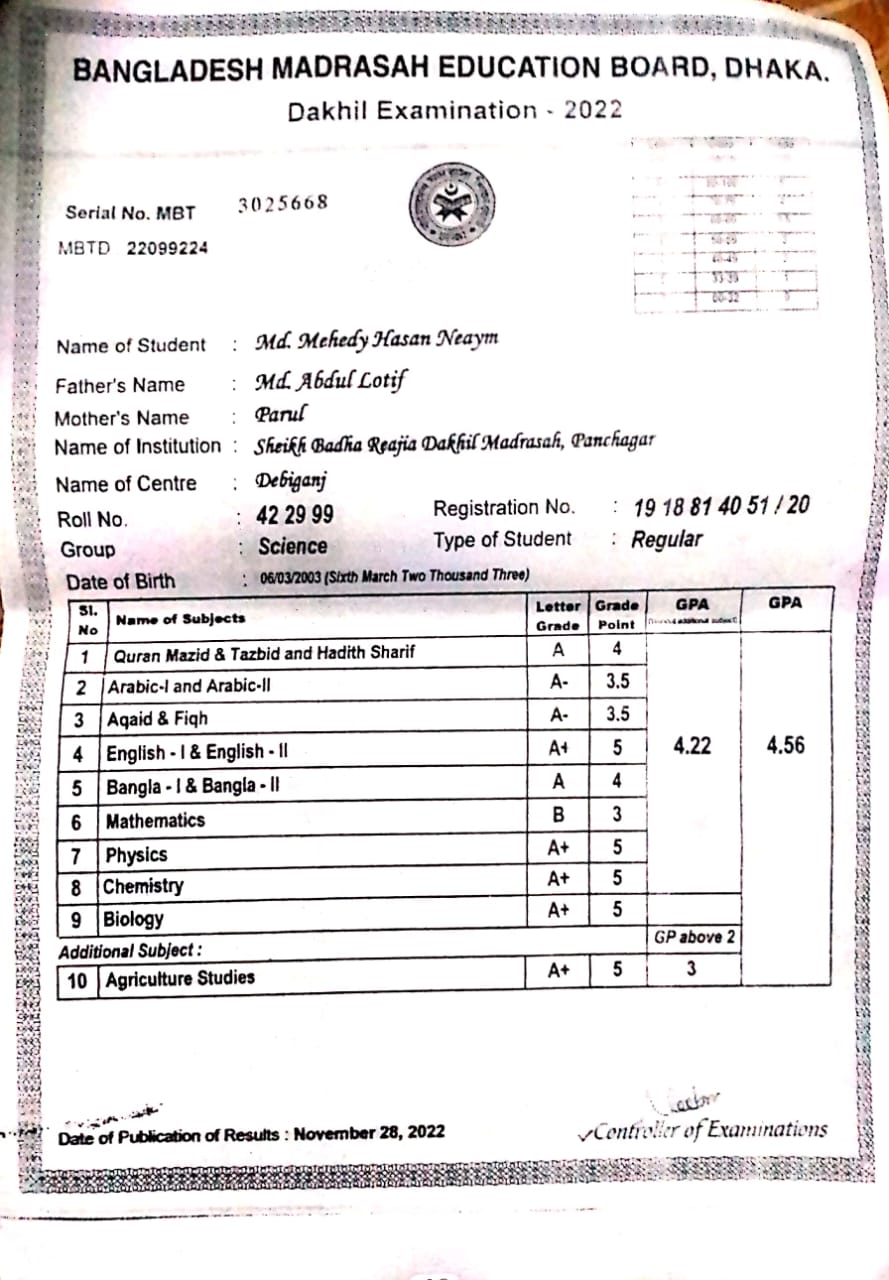 BANGLADESH MADRASAH EDUCATION BOARD, DHAKA.
Dakhil Examination - 2022
Serial No. MBT 3025668
MBTD 22099224
33-39
00-32
Name of Student : Md. Mehedy Hasan Neaym
Father's Name : Md. Abdul Lotif
Mother's Name : Parul
Name of Institution : Sheikh Badha Reajia Dakhil Madrasah, Panchagar
Name of Centre : Debiganj
Roll No. : 42 29 99 Registration No. : 19 18 81 40 51 / 20
Group : Science Type of Student : Regular
Date of Birth : 06/03/2003 (Sixth March Two Thousand Three)
Sl. No Name of Subjects Letter Grade Grade Point GPA GPA
1 Quran Mazid & Tazbid and Hadith Sharif A 4
2 Arabic-I and Arabic-II A- 3.5
3 Aqaid & Fiqh A- 3.5
4 English - I & English - II A+ 5 4.22 4.56
5 Bangla - I & Bangla - II A 4
6 Mathematics B 3
7 Physics A+ 5
8 Chemistry A+ 5
9 Biology A+ 5
Additional Subject : GP above 2
10 Agriculture Studies A+ 5 3
Date of Publication of Results : November 28, 2022
Controller of Examinations